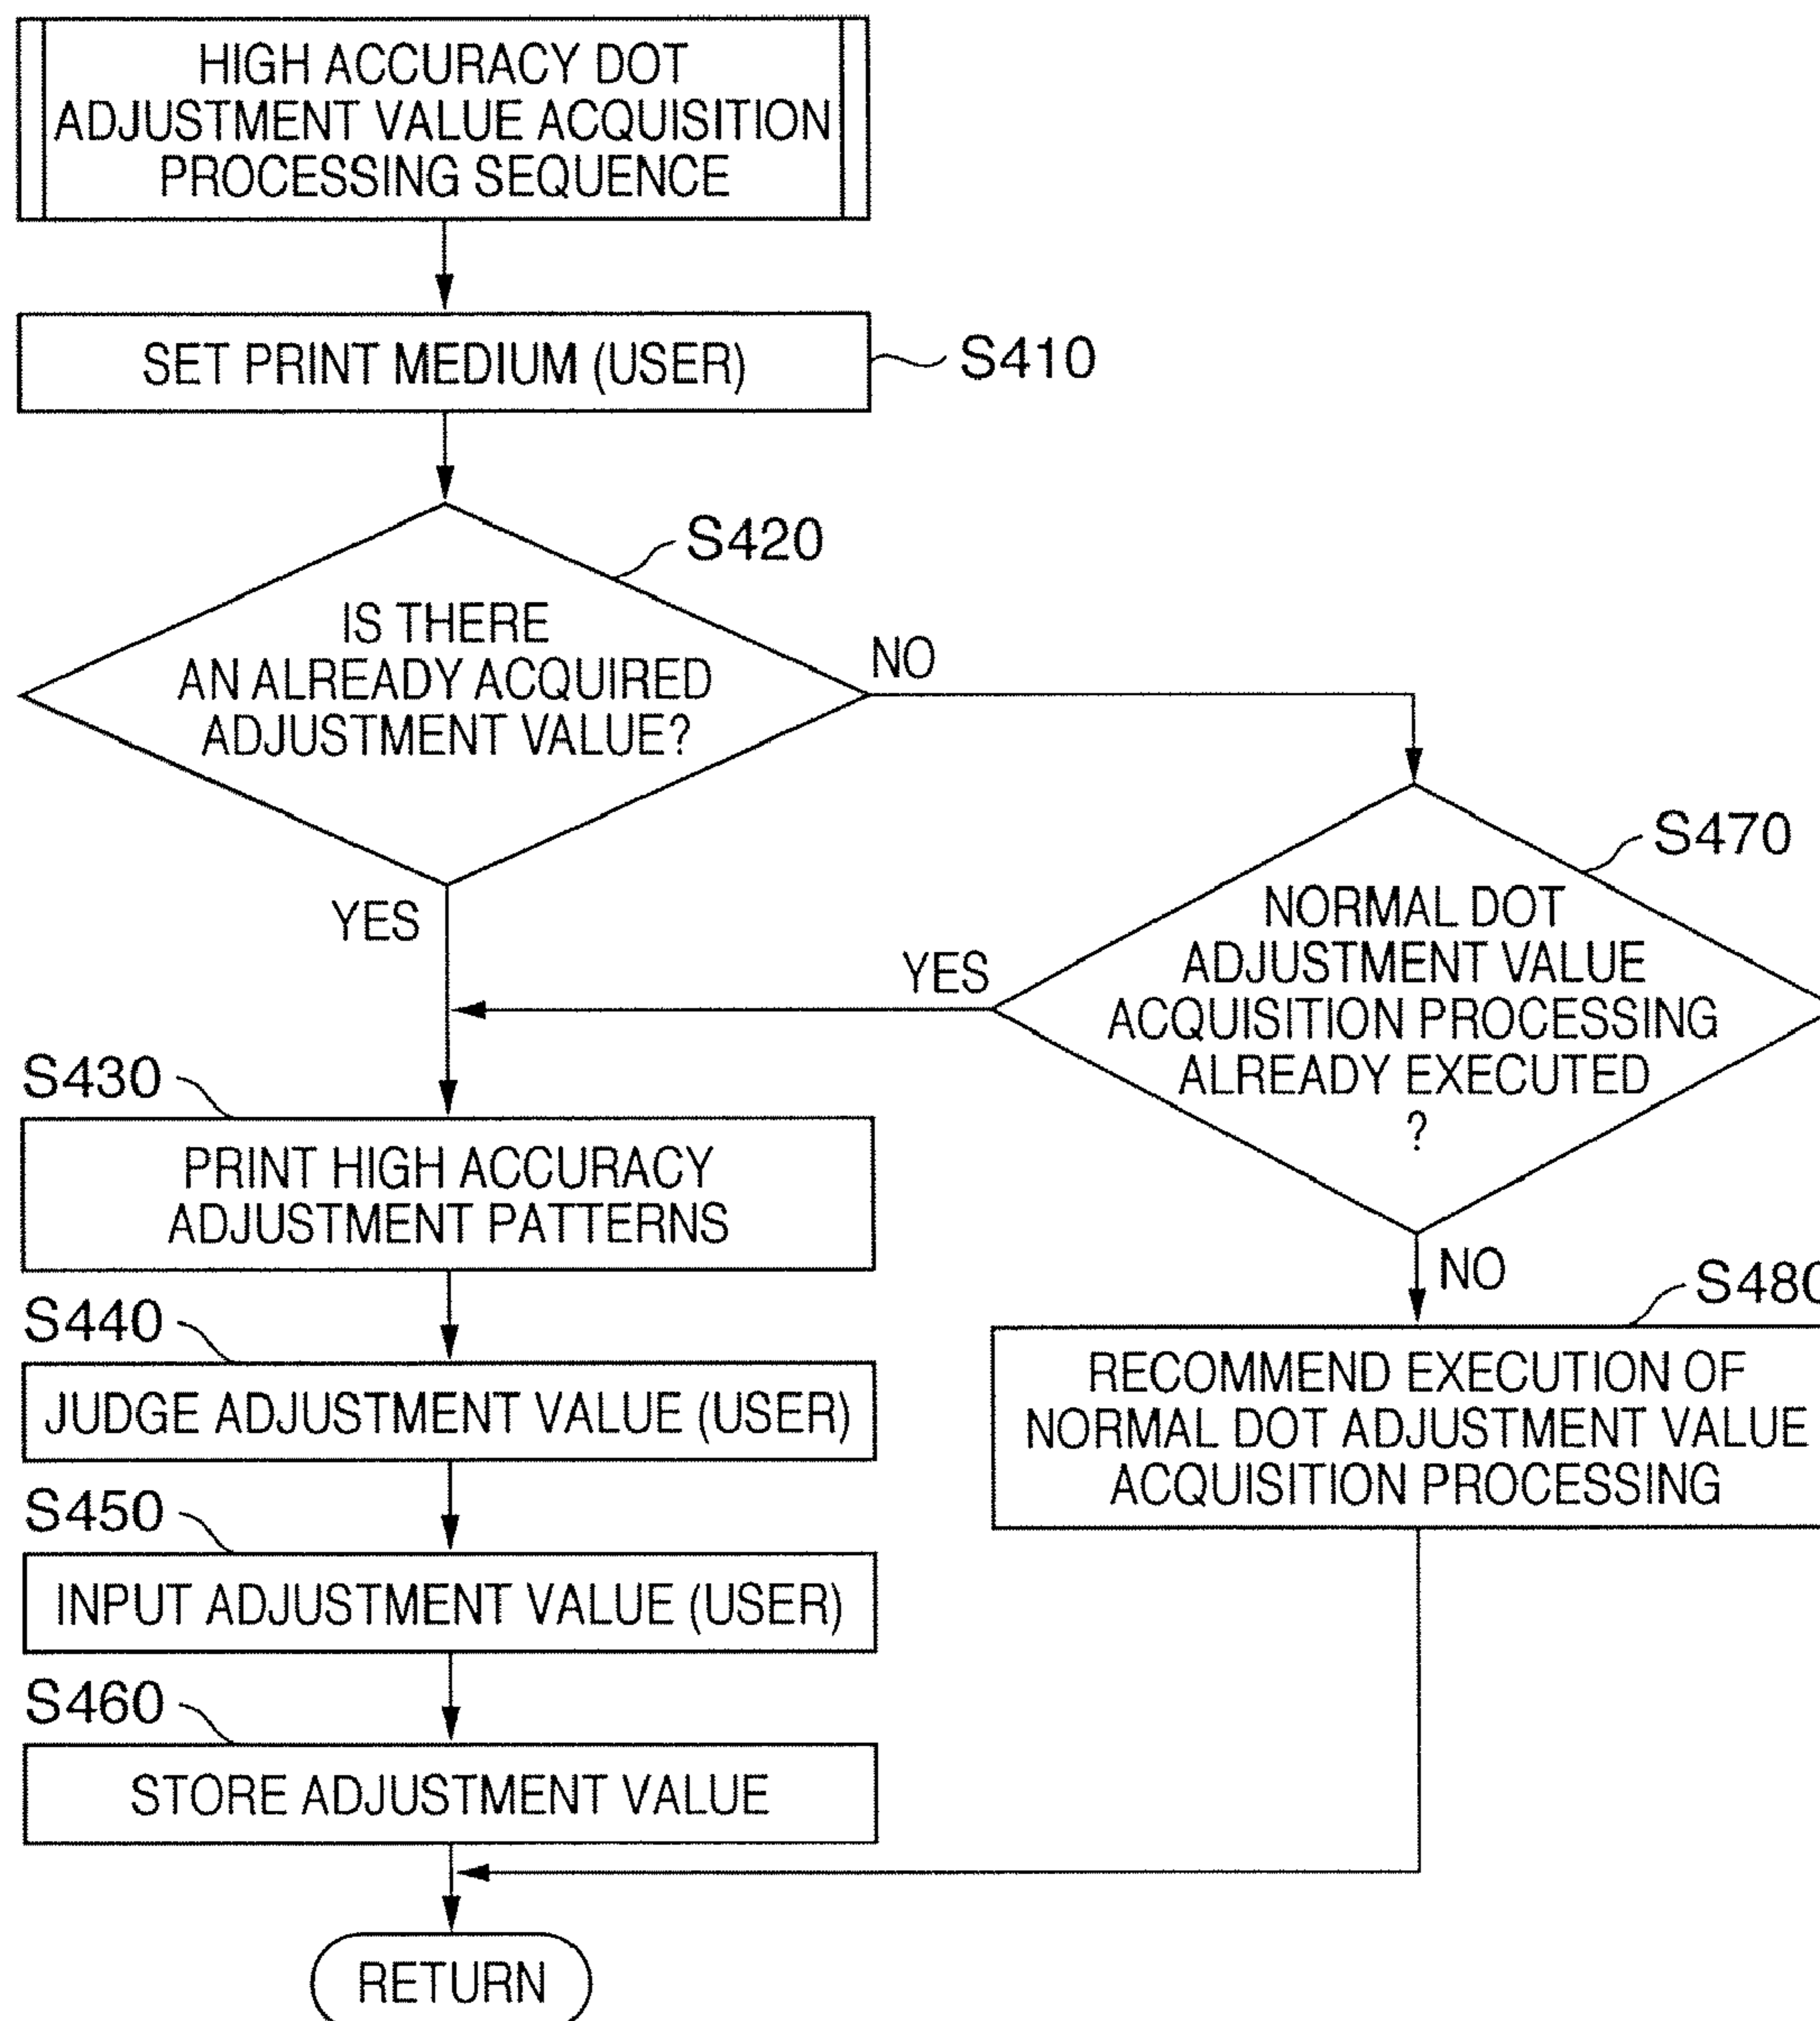 HIGH ACCURACY DOT
ADJUSTMENT VALUE ACQUISITION
PROCESSING SEQUENCE
SET PRINT MEDIUM (USER)
S410
S420
IS THERE
AN ALREADY ACQUIRED
ADJUSTMENT VALUE?
NO
YES
S470
NORMAL DOT
ADJUSTMENT VALUE
ACQUISITION PROCESSING
ALREADY EXECUTED
?
YES
NO
S430
PRINT HIGH ACCURACY
ADJUSTMENT PATTERNS
S440
JUDGE ADJUSTMENT VALUE (USER)
S480
RECOMMEND EXECUTION OF
NORMAL DOT ADJUSTMENT VALUE
ACQUISITION PROCESSING
S450
INPUT ADJUSTMENT VALUE (USER)
S460
STORE ADJUSTMENT VALUE
RETURN